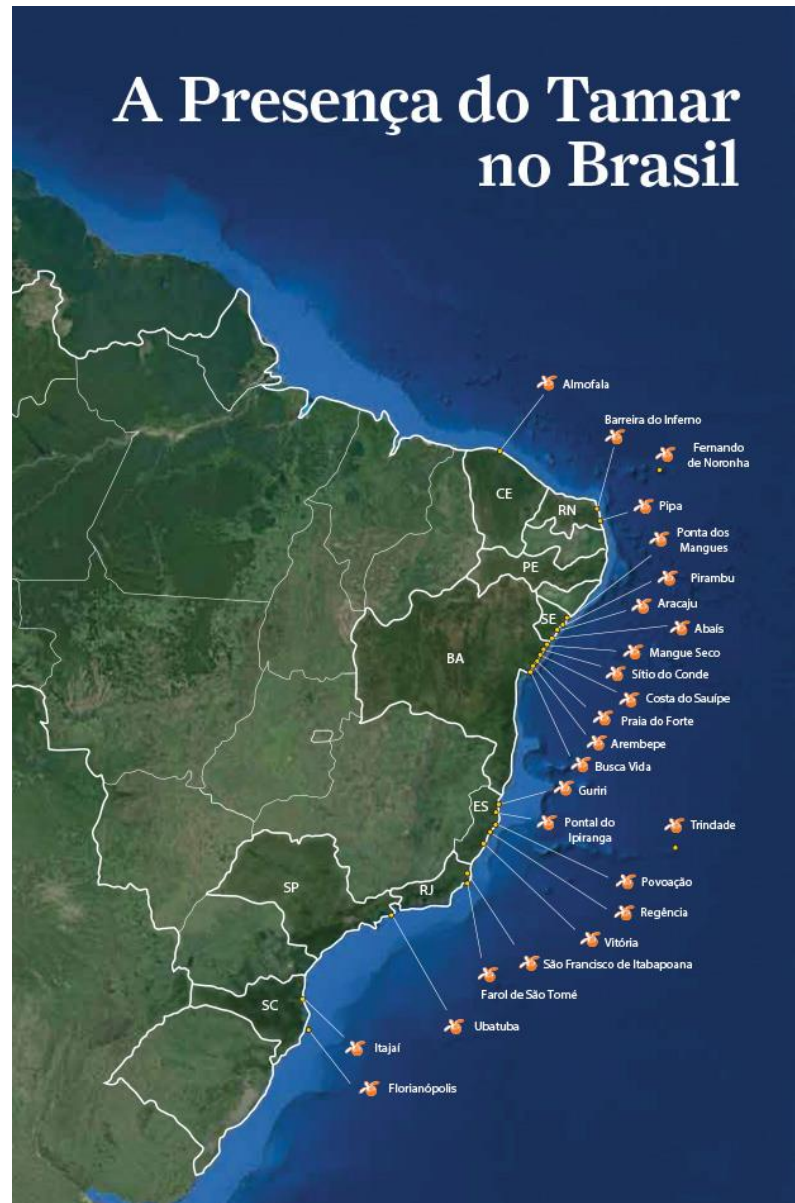 A Presença do Tamar
no Brasil
Almofala
Barreira do Inferno
Fernando
de Noronha
CE
RN
Pipa
Ponta dos
Mangues
PE
Pirambu
Aracaju
SE
Abaís
Mangue Seco
BA
Sítio do Conde
Costa do Sauípe
Praia do Forte
Arembepe
Busca Vida
Guriri
ES
Pontal do
Ipiranga
Trindade
Povoação
SP
RJ
Regência
Vitória
São Francisco de Itabapoana
Farol de São Tomé
SC
Ubatuba
Itajaí
Florianópolis